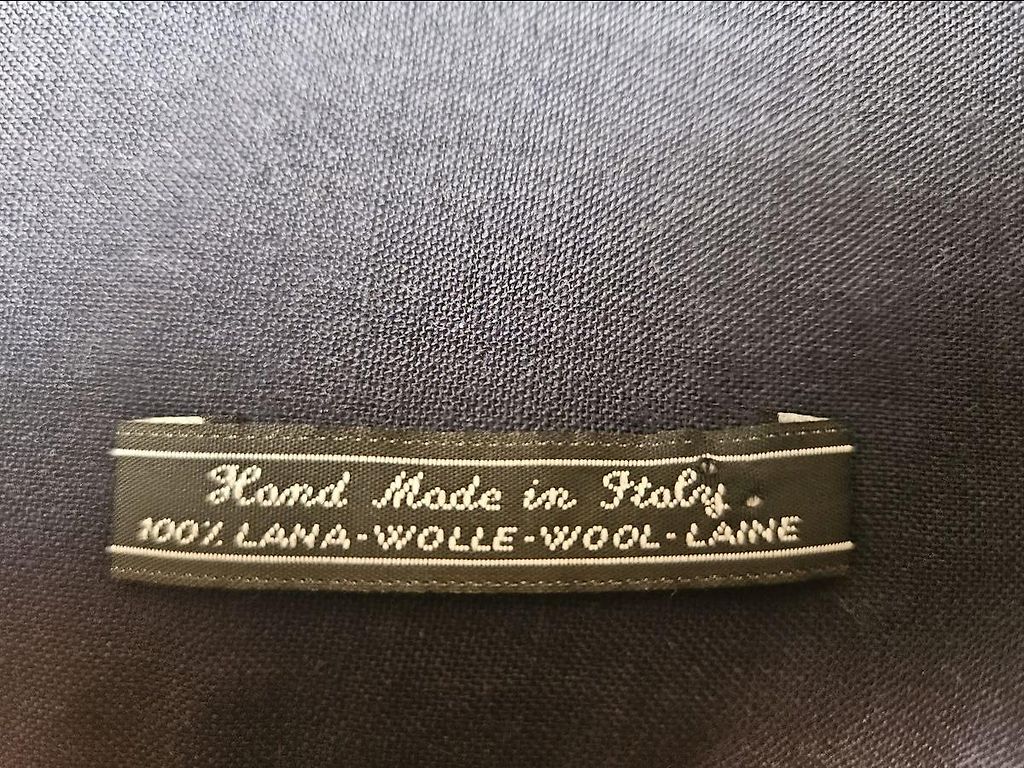 Hand Made in Italy.
100% LANA-WOLLE-WOOL-LAINE